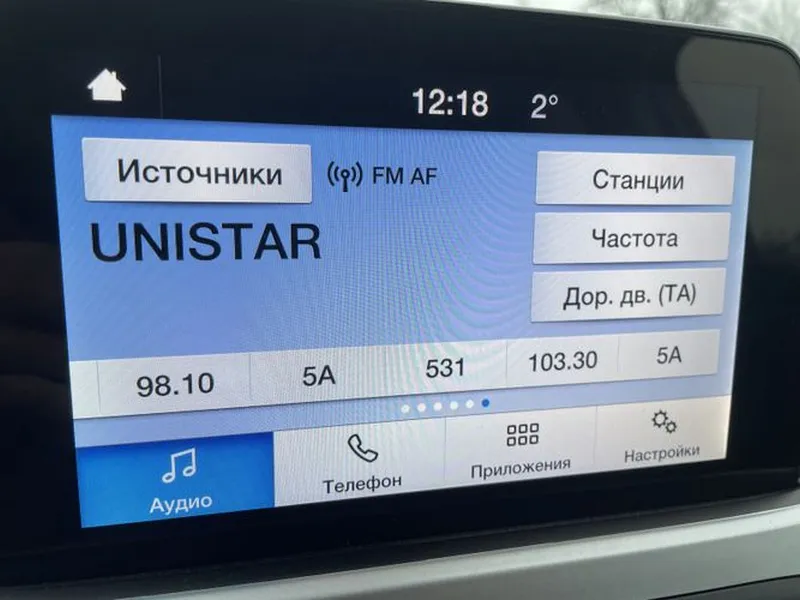 12:18 2°
Источники FM AF
Станции
UNISTAR
Частота
Дор. дв. (TA)
98.10 5A 531 103.30 5A
Аудио Телефон Приложения Настройки